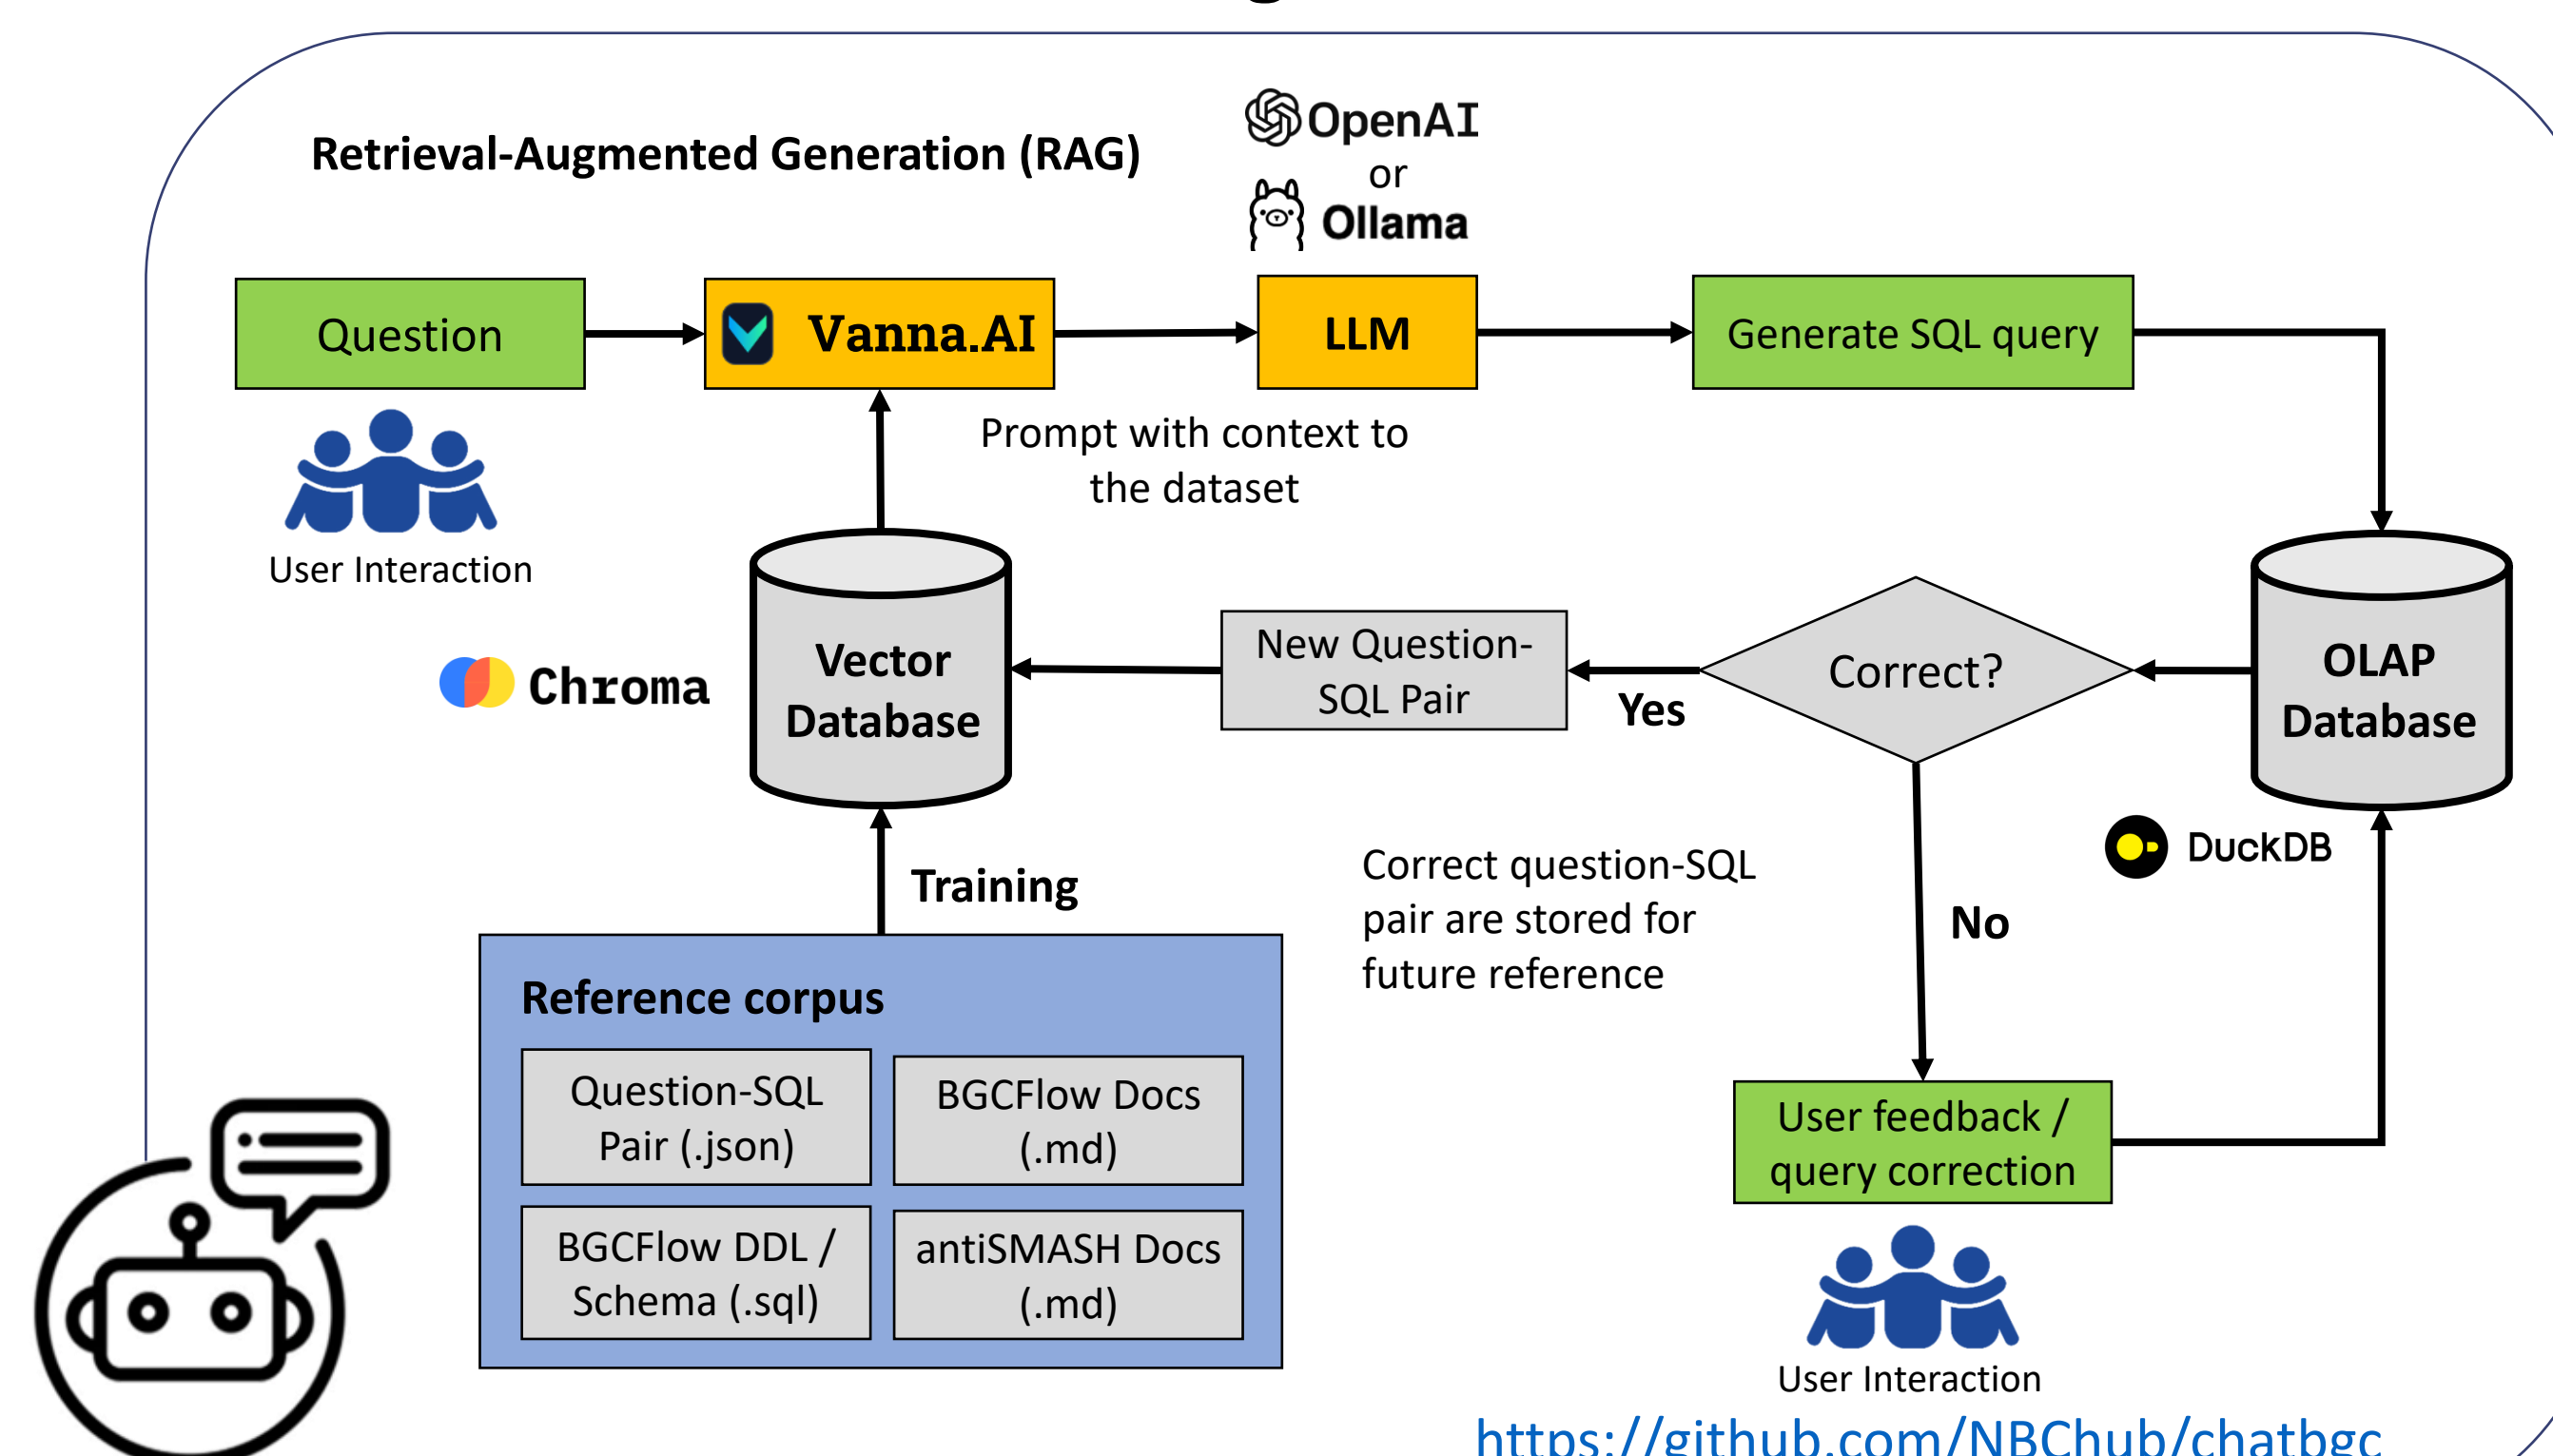 Retrieval-Augmented Generation (RAG)
OpenAI
or
Ollama
Question
Vanna.AI
LLM
Generate SQL query
User Interaction
Prompt with context to
the dataset
Chroma
Vector
Database
New Question-
SQL Pair
Yes
Correct?
OLAP
Database
DuckDB
Training
Correct question-SQL
pair are stored for
future reference
No
Reference corpus
Question-SQL
Pair (.json)
BGCFlow Docs
(.md)
BGCFlow DDL /
Schema (.sql)
antiSMASH Docs
(.md)
User feedback /
query correction
User Interaction
https://github.com/NBChub/chatbgc